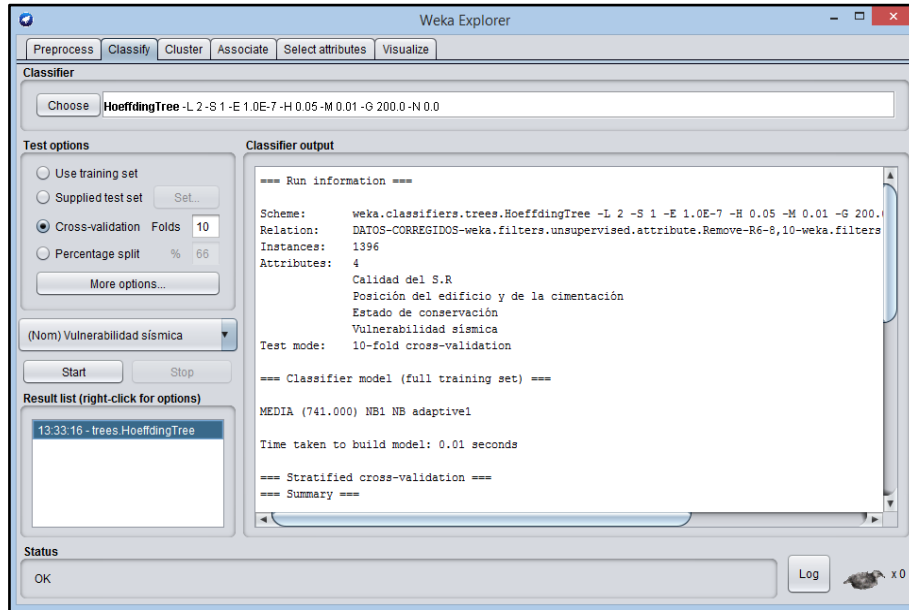 Weka Explorer
Preprocess Classify Cluster Associate Select attributes Visualize
Classifier
Choose HoeffdingTree -L 2 -S 1 -E 1.0E-7 -H 0.05 -M 0.01 -G 200.0 -N 0.0
Test options
Use training set
Supplied test set Set...
Cross-validation Folds 10
Percentage split % 66
More options...
(Nom) Vulnerabilidad sísmica
Start Stop
Result list (right-click for options)
13:33:16 - trees.HoeffdingTree
Classifier output
=== Run information ===
Scheme: weka.classifiers.trees.HoeffdingTree -L 2 -S 1 -E 1.0E-7 -H 0.05 -M 0.01 -G 200.
Relation: DATOS-CORREGIDOS-weka.filters.unsupervised.attribute.Remove-R6-8,10-weka.filters
Instances: 1396
Attributes: 4
Calidad del S.R
Posición del edificio y de la cimentación
Estado de conservación
Vulnerabilidad sísmica
Test mode: 10-fold cross-validation
=== Classifier model (full training set) ===
MEDIA (741.000) NB1 NB adaptive1
Time taken to build model: 0.01 seconds
=== Stratified cross-validation ===
=== Summary ===
Status
OK
Log
x 0